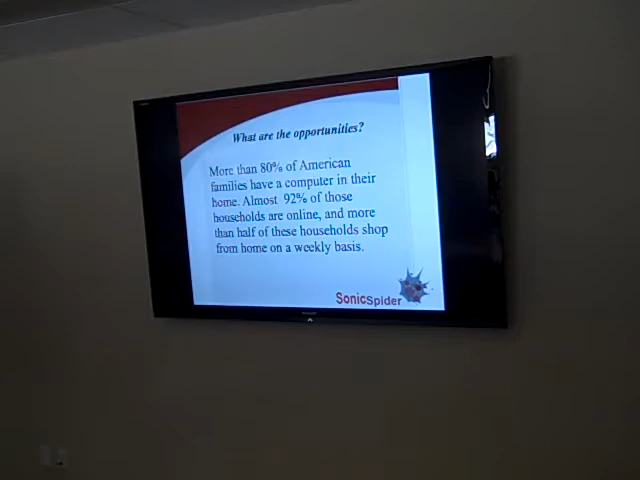 What are the opportunities?
More than 80% of American
families have a computer in their
home. Almost 92% of those
households are online, and more
than half of these households shop
from home on a weekly basis.
SonicSpider